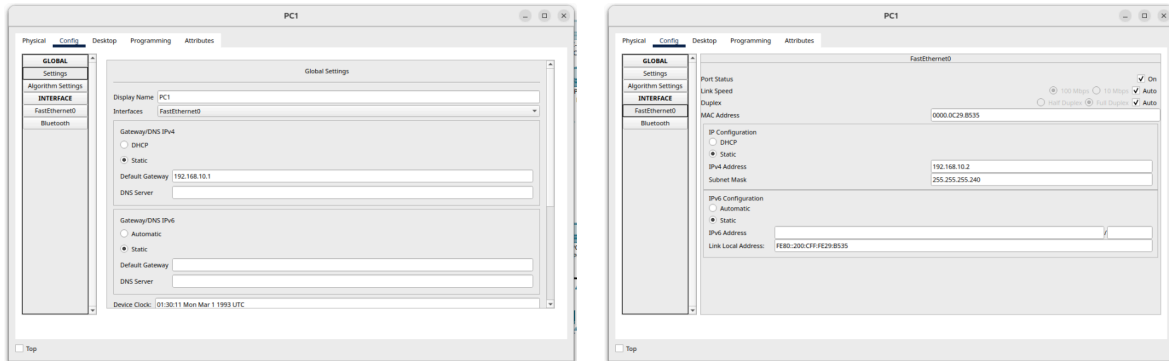 PC1
Physical Config Desktop Programming Attributes
GLOBAL
Settings
Algorithm Settings
INTERFACE
FastEthernet0
Bluetooth
Global Settings
Display Name PC1
Interfaces FastEthernet0
Gateway/DNS IPv4
DHCP
Static
Default Gateway 192.168.10.1
DNS Server
Gateway/DNS IPv6
Automatic
Static
Default Gateway
DNS Server
Device Clock: 01:30:11 Mon Mar 1 1993 UTC
Top
PC1
Physical Config Desktop Programming Attributes
GLOBAL
Settings
Algorithm Settings
INTERFACE
FastEthernet0
Bluetooth
FastEthernet0
Port Status On
Link Speed 100 Mbps 10 Mbps Auto
Duplex Half Duplex Full Duplex Auto
MAC Address 0000.0C29.B535
IP Configuration
DHCP
Static
IPv4 Address 192.168.10.2
Subnet Mask 255.255.255.240
IPv6 Configuration
Automatic
Static
IPv6 Address /
Link Local Address: FE80::200:CFF:FE29:B535
Top